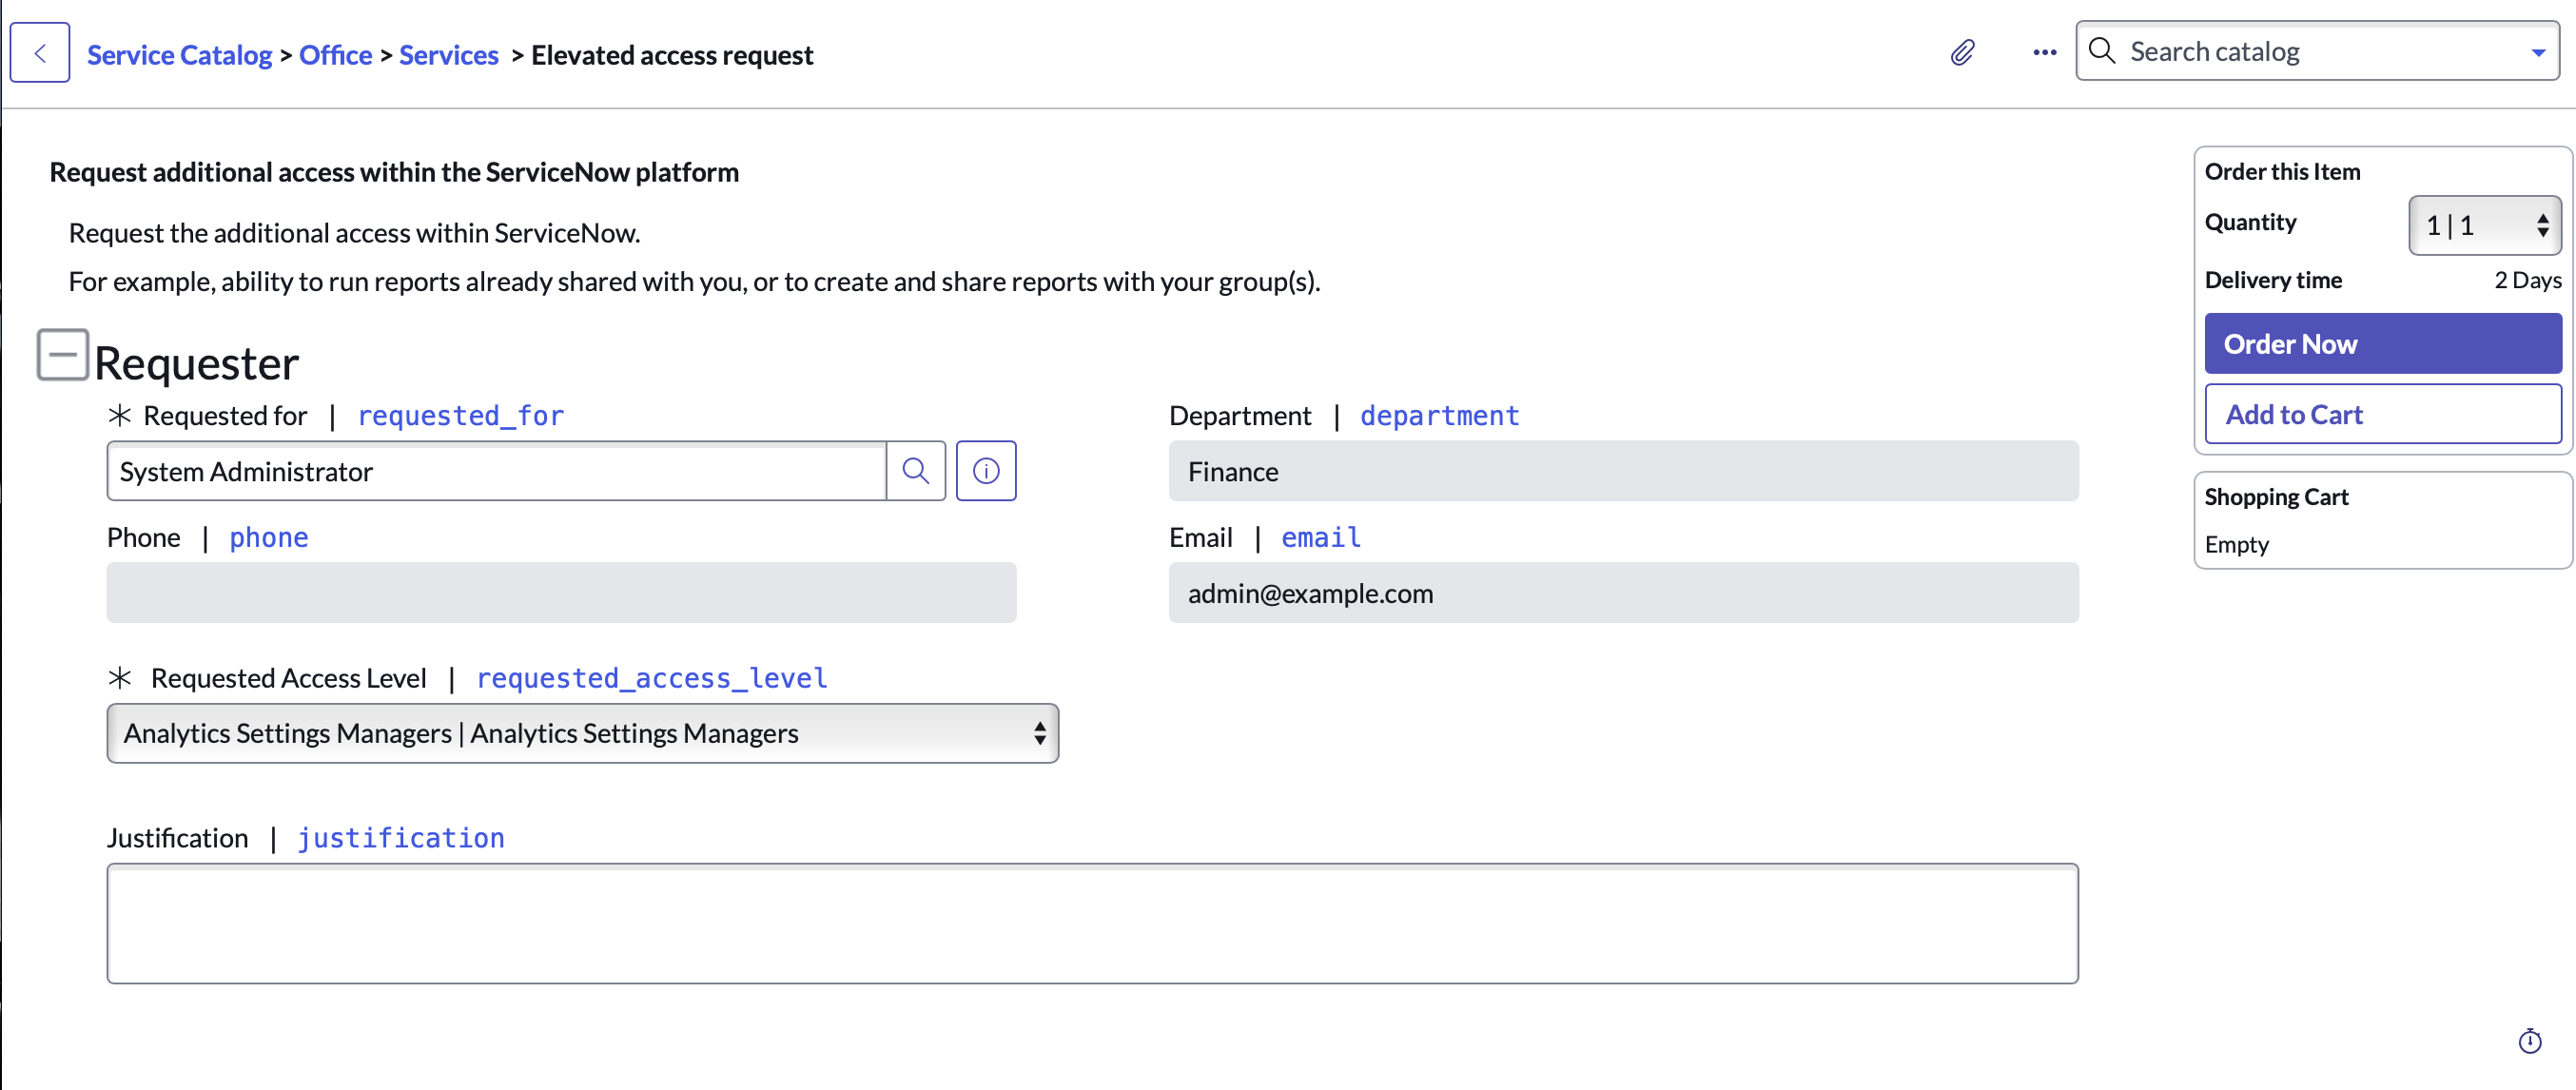 Service Catalog > Office > Services > Elevated access request
Search catalog
Request additional access within the ServiceNow platform
Request the additional access within ServiceNow.
For example, ability to run reports already shared with you, or to create and share reports with your group(s).
Requester
* Requested for | requested_for
System Administrator
Department | department
Finance
Phone | phone
Email | email
admin@example.com
* Requested Access Level | requested_access_level
Analytics Settings Managers | Analytics Settings Managers
Justification | justification
Order this Item
Quantity 1 | 1
Delivery time 2 Days
Order Now
Add to Cart
Shopping Cart
Empty